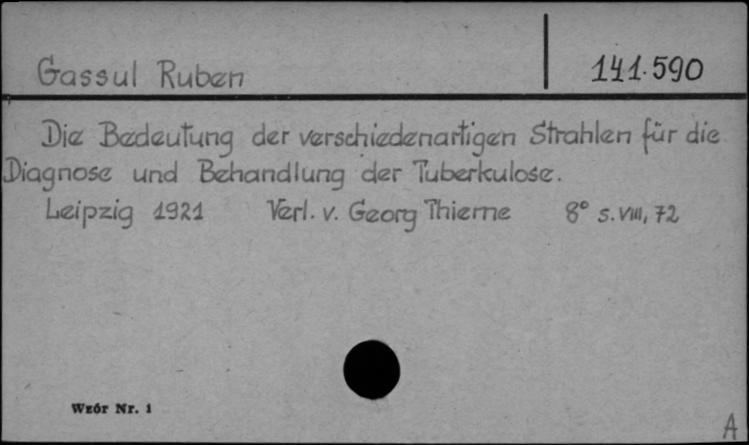 Gassul Ruben
141.590
Die Bedeutung der verschiedenartigen Strahlen für die
Diagnose und Behandlung der Tuberkulose.
Leipzig 1921 Verl. v. Georg Thieme 8° s. VIII, 72
Wzór Nr. 1
A